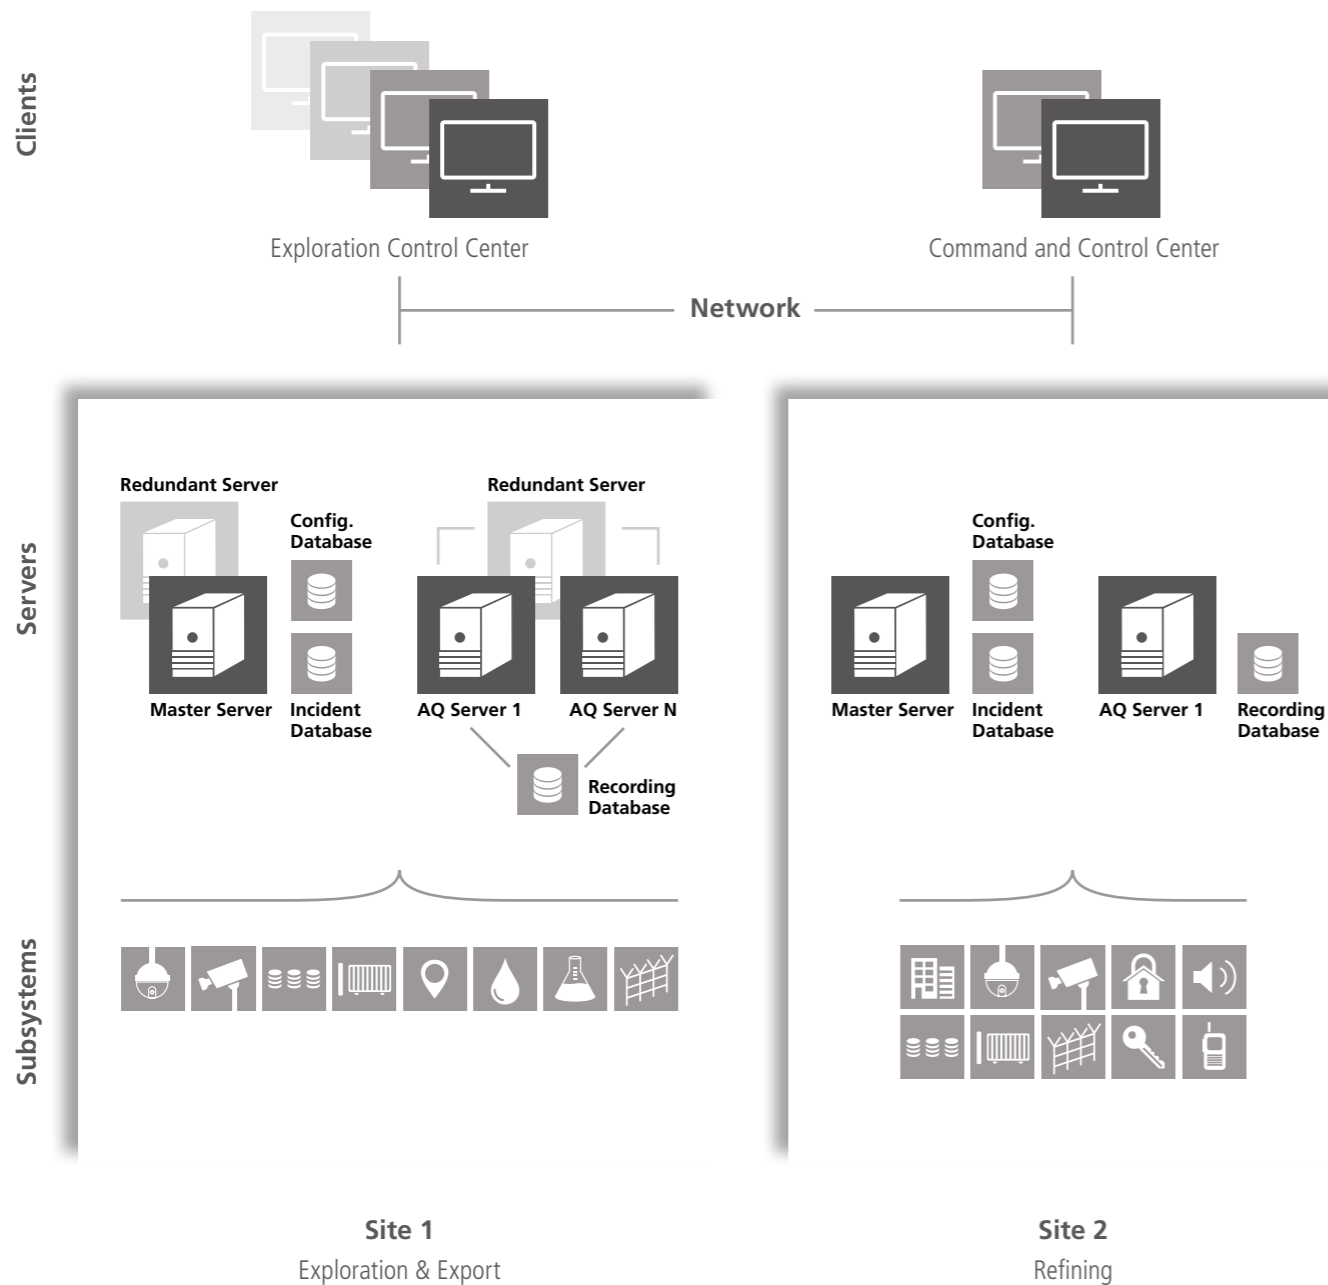 Clients
Exploration Control Center
Command and Control Center
Network
Servers
Redundant Server
Config.
Database
Master Server
Incident
Database
Redundant Server
AQ Server 1
AQ Server N
Recording
Database
Config.
Database
Master Server
Incident
Database
AQ Server 1
Recording
Database
Subsystems
Site 1
Exploration & Export
Site 2
Refining